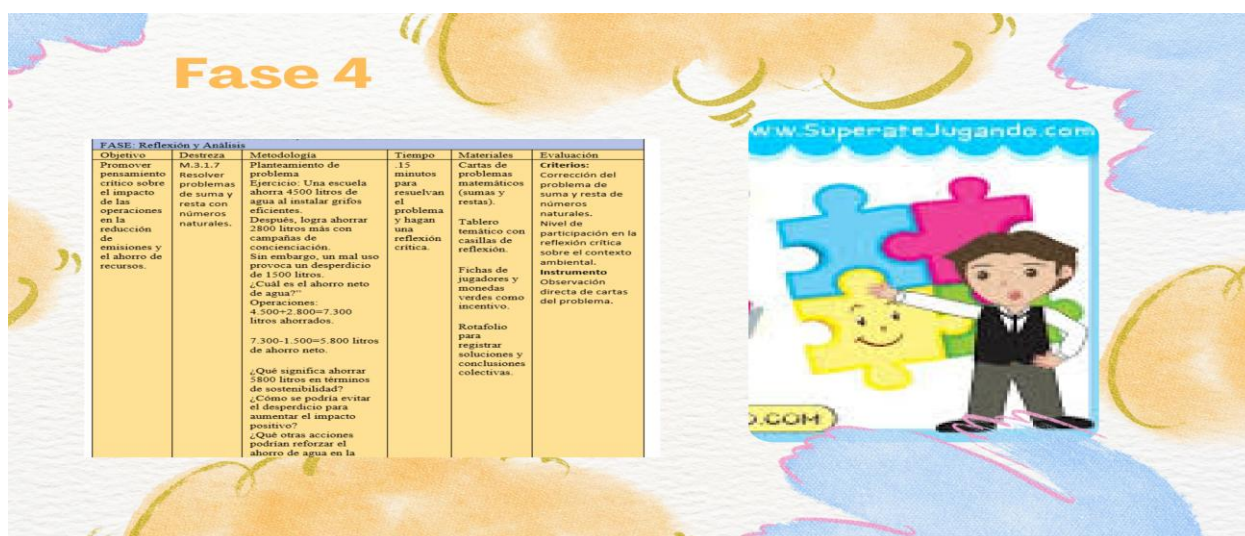 Fase 4
FASE: Reflexión y Análisis
Objetivo
Promover
pensamiento
crítico sobre
el impacto
de las
operaciones
en la
reducción
de
emisiones y
el ahorro de
recursos.
Destreza
M.3.1.7
Resolver
problemas
de suma y
resta con
números
naturales.
Metodología
Planteamiento de
problema
Ejercicio: Una escuela
ahorra 4500 litros de
agua al instalar grifos
eficientes.
Después, logra ahorrar
2800 litros más con
campañas de
concienciación.
Sin embargo, un mal uso
provoca un desperdicio
de 1500 litros.
¿Cuál es el ahorro neto
de agua?"
Operaciones:
4.500+2.800=7.300
litros ahorrados.
7.300-1.500=5.800 litros
de ahorro neto.
¿Qué significa ahorrar
5800 litros en términos
de sostenibilidad?
¿Cómo se podría evitar
el desperdicio para
aumentar el impacto
positivo?
¿Qué otras acciones
podrían reforzar el
ahorro de agua en la
Tiempo
15
minutos
para
resuelvan
el
problema
y hagan
una
reflexión
crítica.
Materiales
Cartas de
problemas
matemáticos
(sumas y
restas).
Tablero
temático con
casillas de
reflexión.
Fichas de
jugadores y
monedas
verdes como
incentivo.
Rotafolio
para
registrar
soluciones y
conclusiones
colectivas.
Evaluación
Criterios:
Corrección del
problema de
suma y resta de
números
naturales.
Nivel de
participación en la
reflexión crítica
sobre el contexto
ambiental.
Instrumento
Observación
directa de cartas
del problema.
ww.SuperateJugando.com
O.COM